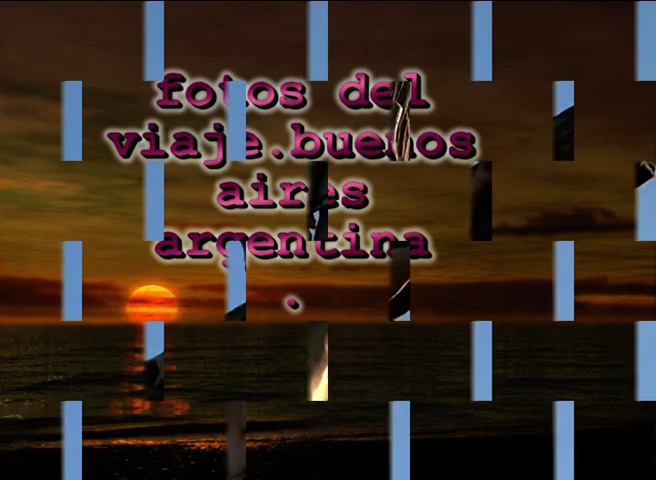 fotos del
viaje.buenos
aires
argentina
.